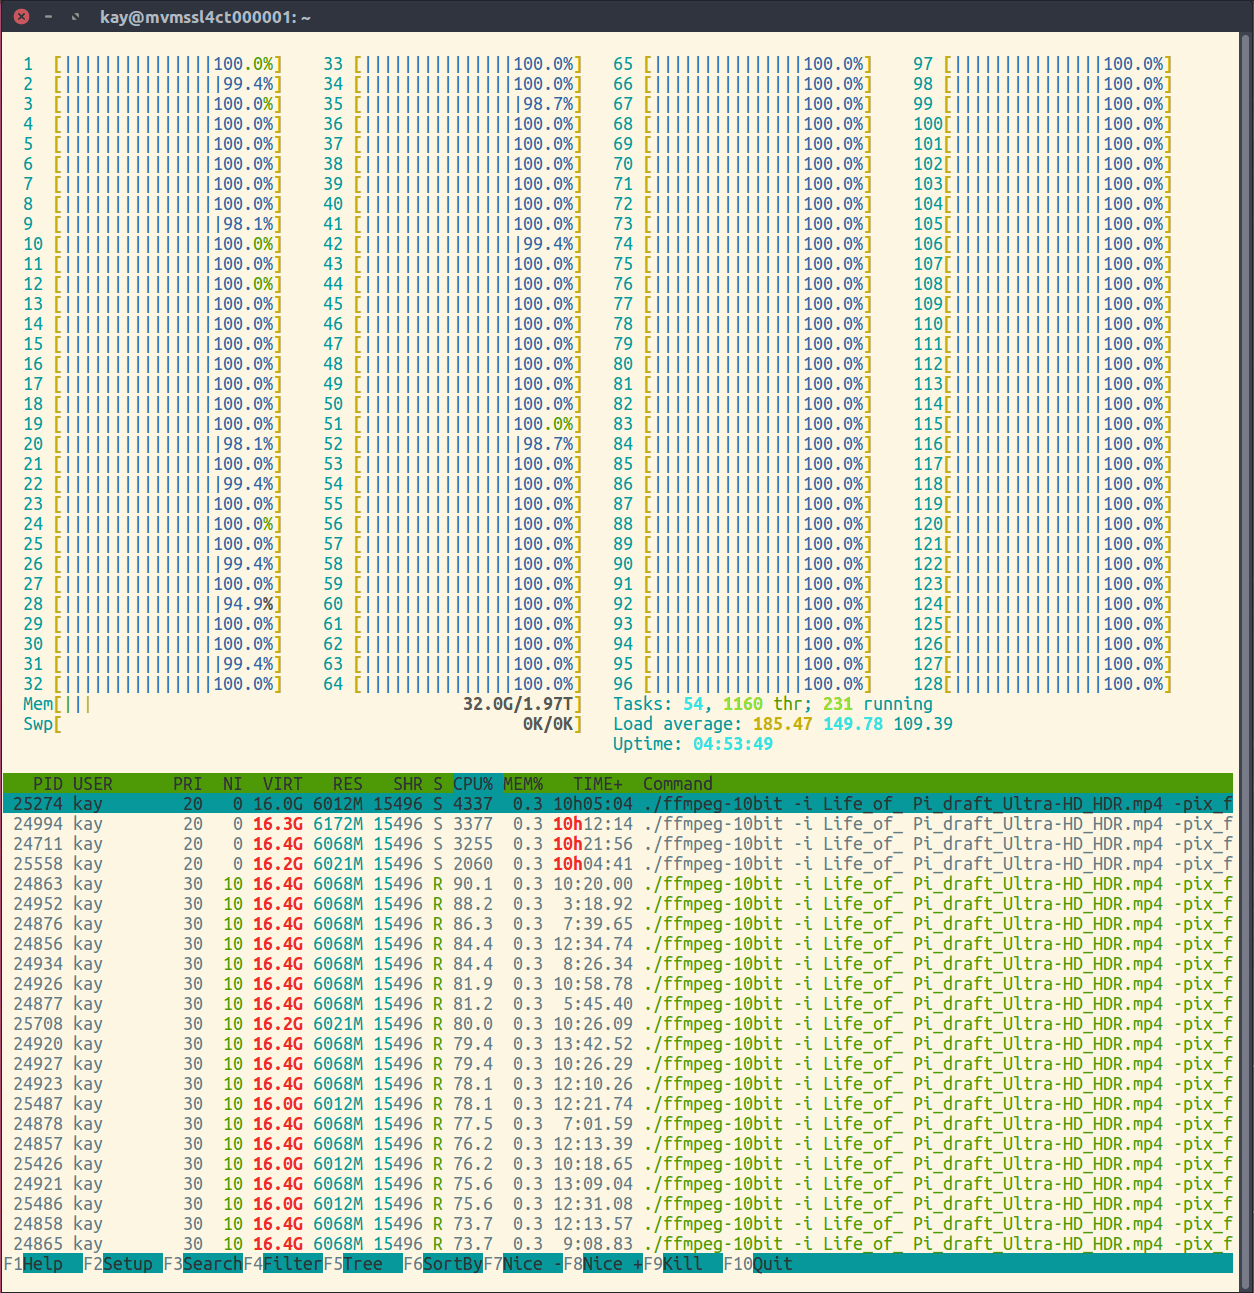 kay@mvmssl4ct000001: ~
1 [|||||||||||||||100.0%] 33 [|||||||||||||||100.0%] 65 [|||||||||||||||100.0%] 97 [|||||||||||||||100.0%]
2 [||||||||||||||||99.4%] 34 [|||||||||||||||100.0%] 66 [|||||||||||||||100.0%] 98 [|||||||||||||||100.0%]
3 [|||||||||||||||100.0%] 35 [||||||||||||||||98.7%] 67 [|||||||||||||||100.0%] 99 [|||||||||||||||100.0%]
4 [|||||||||||||||100.0%] 36 [|||||||||||||||100.0%] 68 [|||||||||||||||100.0%] 100[|||||||||||||||100.0%]
5 [|||||||||||||||100.0%] 37 [|||||||||||||||100.0%] 69 [|||||||||||||||100.0%] 101[|||||||||||||||100.0%]
6 [|||||||||||||||100.0%] 38 [|||||||||||||||100.0%] 70 [|||||||||||||||100.0%] 102[|||||||||||||||100.0%]
7 [|||||||||||||||100.0%] 39 [|||||||||||||||100.0%] 71 [|||||||||||||||100.0%] 103[|||||||||||||||100.0%]
8 [|||||||||||||||100.0%] 40 [|||||||||||||||100.0%] 72 [|||||||||||||||100.0%] 104[|||||||||||||||100.0%]
9 [||||||||||||||||98.1%] 41 [|||||||||||||||100.0%] 73 [|||||||||||||||100.0%] 105[|||||||||||||||100.0%]
10 [|||||||||||||||100.0%] 42 [||||||||||||||||99.4%] 74 [|||||||||||||||100.0%] 106[|||||||||||||||100.0%]
11 [|||||||||||||||100.0%] 43 [|||||||||||||||100.0%] 75 [|||||||||||||||100.0%] 107[|||||||||||||||100.0%]
12 [|||||||||||||||100.0%] 44 [|||||||||||||||100.0%] 76 [|||||||||||||||100.0%] 108[|||||||||||||||100.0%]
13 [|||||||||||||||100.0%] 45 [|||||||||||||||100.0%] 77 [|||||||||||||||100.0%] 109[|||||||||||||||100.0%]
14 [|||||||||||||||100.0%] 46 [|||||||||||||||100.0%] 78 [|||||||||||||||100.0%] 110[|||||||||||||||100.0%]
15 [|||||||||||||||100.0%] 47 [|||||||||||||||100.0%] 79 [|||||||||||||||100.0%] 111[|||||||||||||||100.0%]
16 [|||||||||||||||100.0%] 48 [|||||||||||||||100.0%] 80 [|||||||||||||||100.0%] 112[|||||||||||||||100.0%]
17 [|||||||||||||||100.0%] 49 [|||||||||||||||100.0%] 81 [|||||||||||||||100.0%] 113[|||||||||||||||100.0%]
18 [|||||||||||||||100.0%] 50 [|||||||||||||||100.0%] 82 [|||||||||||||||100.0%] 114[|||||||||||||||100.0%]
19 [|||||||||||||||100.0%] 51 [|||||||||||||||100.0%] 83 [|||||||||||||||100.0%] 115[|||||||||||||||100.0%]
20 [||||||||||||||||98.1%] 52 [||||||||||||||||98.7%] 84 [|||||||||||||||100.0%] 116[|||||||||||||||100.0%]
21 [|||||||||||||||100.0%] 53 [|||||||||||||||100.0%] 85 [|||||||||||||||100.0%] 117[|||||||||||||||100.0%]
22 [||||||||||||||||99.4%] 54 [|||||||||||||||100.0%] 86 [|||||||||||||||100.0%] 118[|||||||||||||||100.0%]
23 [|||||||||||||||100.0%] 55 [|||||||||||||||100.0%] 87 [|||||||||||||||100.0%] 119[|||||||||||||||100.0%]
24 [|||||||||||||||100.0%] 56 [|||||||||||||||100.0%] 88 [|||||||||||||||100.0%] 120[|||||||||||||||100.0%]
25 [|||||||||||||||100.0%] 57 [|||||||||||||||100.0%] 89 [|||||||||||||||100.0%] 121[|||||||||||||||100.0%]
26 [||||||||||||||||99.4%] 58 [|||||||||||||||100.0%] 90 [|||||||||||||||100.0%] 122[|||||||||||||||100.0%]
27 [|||||||||||||||100.0%] 59 [|||||||||||||||100.0%] 91 [|||||||||||||||100.0%] 123[|||||||||||||||100.0%]
28 [||||||||||||||||94.9%] 60 [|||||||||||||||100.0%] 92 [|||||||||||||||100.0%] 124[|||||||||||||||100.0%]
29 [|||||||||||||||100.0%] 61 [|||||||||||||||100.0%] 93 [|||||||||||||||100.0%] 125[|||||||||||||||100.0%]
30 [|||||||||||||||100.0%] 62 [|||||||||||||||100.0%] 94 [|||||||||||||||100.0%] 126[|||||||||||||||100.0%]
31 [||||||||||||||||99.4%] 63 [|||||||||||||||100.0%] 95 [|||||||||||||||100.0%] 127[|||||||||||||||100.0%]
32 [|||||||||||||||100.0%] 64 [|||||||||||||||100.0%] 96 [|||||||||||||||100.0%] 128[|||||||||||||||100.0%]
Mem[||| 32.0G/1.97T] Tasks: 54, 1160 thr; 231 running
Swp[ 0K/0K] Load average: 185.47 149.78 109.39
Uptime: 04:53:49
PID USER PRI NI VIRT RES SHR S CPU% MEM% TIME+ Command
25274 kay 20 0 16.0G 6012M 15496 S 4337 0.3 10h05:04 ./ffmpeg-10bit -i Life_of_ Pi_draft_Ultra-HD_HDR.mp4 -pix_f
24994 kay 20 0 16.3G 6172M 15496 S 3377 0.3 10h12:14 ./ffmpeg-10bit -i Life_of_ Pi_draft_Ultra-HD_HDR.mp4 -pix_f
24711 kay 20 0 16.4G 6068M 15496 S 3255 0.3 10h21:56 ./ffmpeg-10bit -i Life_of_ Pi_draft_Ultra-HD_HDR.mp4 -pix_f
25558 kay 20 0 16.2G 6021M 15496 S 2060 0.3 10h04:41 ./ffmpeg-10bit -i Life_of_ Pi_draft_Ultra-HD_HDR.mp4 -pix_f
24863 kay 30 10 16.4G 6068M 15496 R 90.1 0.3 10:20.00 ./ffmpeg-10bit -i Life_of_ Pi_draft_Ultra-HD_HDR.mp4 -pix_f
24952 kay 30 10 16.4G 6068M 15496 R 88.2 0.3 3:18.92 ./ffmpeg-10bit -i Life_of_ Pi_draft_Ultra-HD_HDR.mp4 -pix_f
24876 kay 30 10 16.4G 6068M 15496 R 86.3 0.3 7:39.65 ./ffmpeg-10bit -i Life_of_ Pi_draft_Ultra-HD_HDR.mp4 -pix_f
24856 kay 30 10 16.4G 6068M 15496 R 84.4 0.3 12:34.74 ./ffmpeg-10bit -i Life_of_ Pi_draft_Ultra-HD_HDR.mp4 -pix_f
24934 kay 30 10 16.4G 6068M 15496 R 84.4 0.3 8:26.34 ./ffmpeg-10bit -i Life_of_ Pi_draft_Ultra-HD_HDR.mp4 -pix_f
24926 kay 30 10 16.4G 6068M 15496 R 81.9 0.3 10:58.78 ./ffmpeg-10bit -i Life_of_ Pi_draft_Ultra-HD_HDR.mp4 -pix_f
24877 kay 30 10 16.4G 6068M 15496 R 81.2 0.3 5:45.40 ./ffmpeg-10bit -i Life_of_ Pi_draft_Ultra-HD_HDR.mp4 -pix_f
25708 kay 30 10 16.2G 6021M 15496 R 80.0 0.3 10:26.09 ./ffmpeg-10bit -i Life_of_ Pi_draft_Ultra-HD_HDR.mp4 -pix_f
24920 kay 30 10 16.4G 6068M 15496 R 79.4 0.3 13:42.52 ./ffmpeg-10bit -i Life_of_ Pi_draft_Ultra-HD_HDR.mp4 -pix_f
24927 kay 30 10 16.4G 6068M 15496 R 79.4 0.3 10:26.29 ./ffmpeg-10bit -i Life_of_ Pi_draft_Ultra-HD_HDR.mp4 -pix_f
24923 kay 30 10 16.4G 6068M 15496 R 78.1 0.3 12:10.26 ./ffmpeg-10bit -i Life_of_ Pi_draft_Ultra-HD_HDR.mp4 -pix_f
25487 kay 30 10 16.0G 6012M 15496 R 78.1 0.3 12:21.74 ./ffmpeg-10bit -i Life_of_ Pi_draft_Ultra-HD_HDR.mp4 -pix_f
24878 kay 30 10 16.4G 6068M 15496 R 77.5 0.3 7:01.59 ./ffmpeg-10bit -i Life_of_ Pi_draft_Ultra-HD_HDR.mp4 -pix_f
24857 kay 30 10 16.4G 6068M 15496 R 76.2 0.3 12:13.39 ./ffmpeg-10bit -i Life_of_ Pi_draft_Ultra-HD_HDR.mp4 -pix_f
25426 kay 30 10 16.0G 6012M 15496 R 76.2 0.3 10:18.65 ./ffmpeg-10bit -i Life_of_ Pi_draft_Ultra-HD_HDR.mp4 -pix_f
24921 kay 30 10 16.4G 6068M 15496 R 75.6 0.3 13:09.04 ./ffmpeg-10bit -i Life_of_ Pi_draft_Ultra-HD_HDR.mp4 -pix_f
25486 kay 30 10 16.0G 6012M 15496 R 75.6 0.3 12:31.08 ./ffmpeg-10bit -i Life_of_ Pi_draft_Ultra-HD_HDR.mp4 -pix_f
24858 kay 30 10 16.4G 6068M 15496 R 73.7 0.3 12:13.57 ./ffmpeg-10bit -i Life_of_ Pi_draft_Ultra-HD_HDR.mp4 -pix_f
24865 kay 30 10 16.4G 6068M 15496 R 73.7 0.3 9:08.83 ./ffmpeg-10bit -i Life_of_ Pi_draft_Ultra-HD_HDR.mp4 -pix_f
F1Help F2Setup F3SearchF4FilterF5Tree F6SortByF7Nice -F8Nice +F9Kill F10Quit